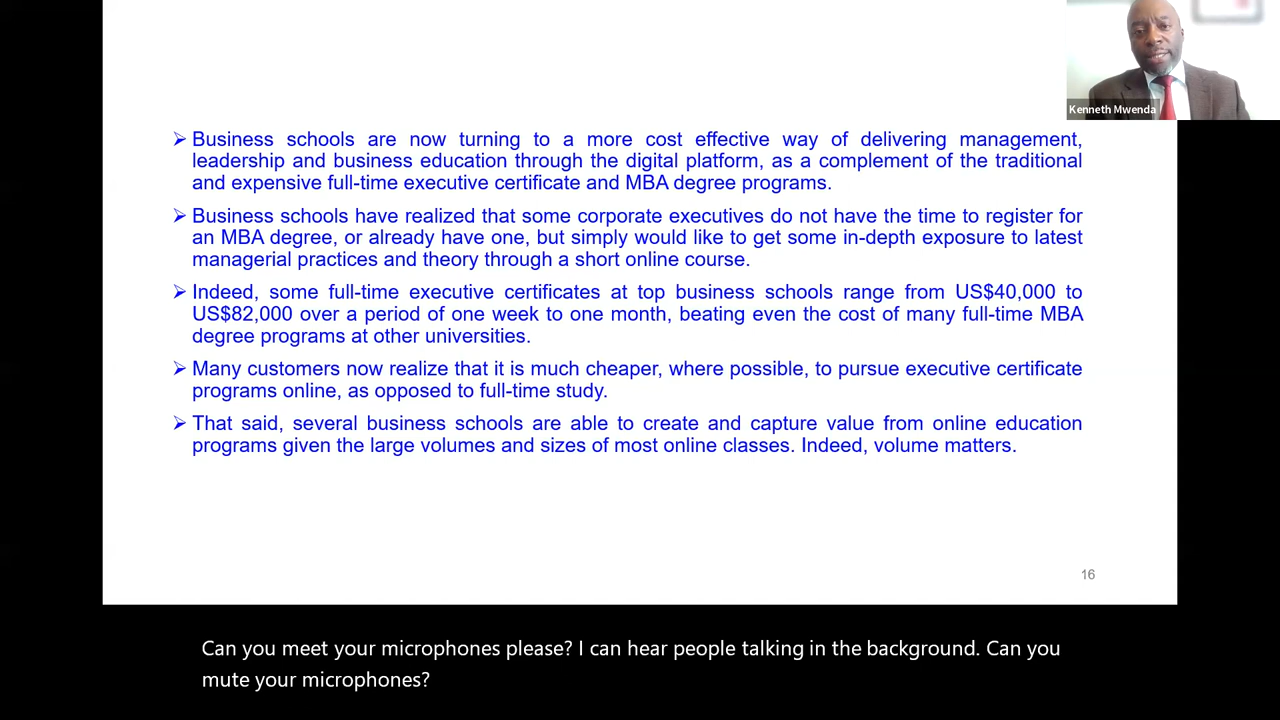 Kenneth Mwenda
➢ Business schools are now turning to a more cost effective way of delivering management,
leadership and business education through the digital platform, as a complement of the traditional
and expensive full-time executive certificate and MBA degree programs.
➢ Business schools have realized that some corporate executives do not have the time to register for
an MBA degree, or already have one, but simply would like to get some in-depth exposure to latest
managerial practices and theory through a short online course.
➢ Indeed, some full-time executive certificates at top business schools range from US$40,000 to
US$82,000 over a period of one week to one month, beating even the cost of many full-time MBA
degree programs at other universities.
➢ Many customers now realize that it is much cheaper, where possible, to pursue executive certificate
programs online, as opposed to full-time study.
➢ That said, several business schools are able to create and capture value from online education
programs given the large volumes and sizes of most online classes. Indeed, volume matters.
16
Can you meet your microphones please? I can hear people talking in the background. Can you
mute your microphones?